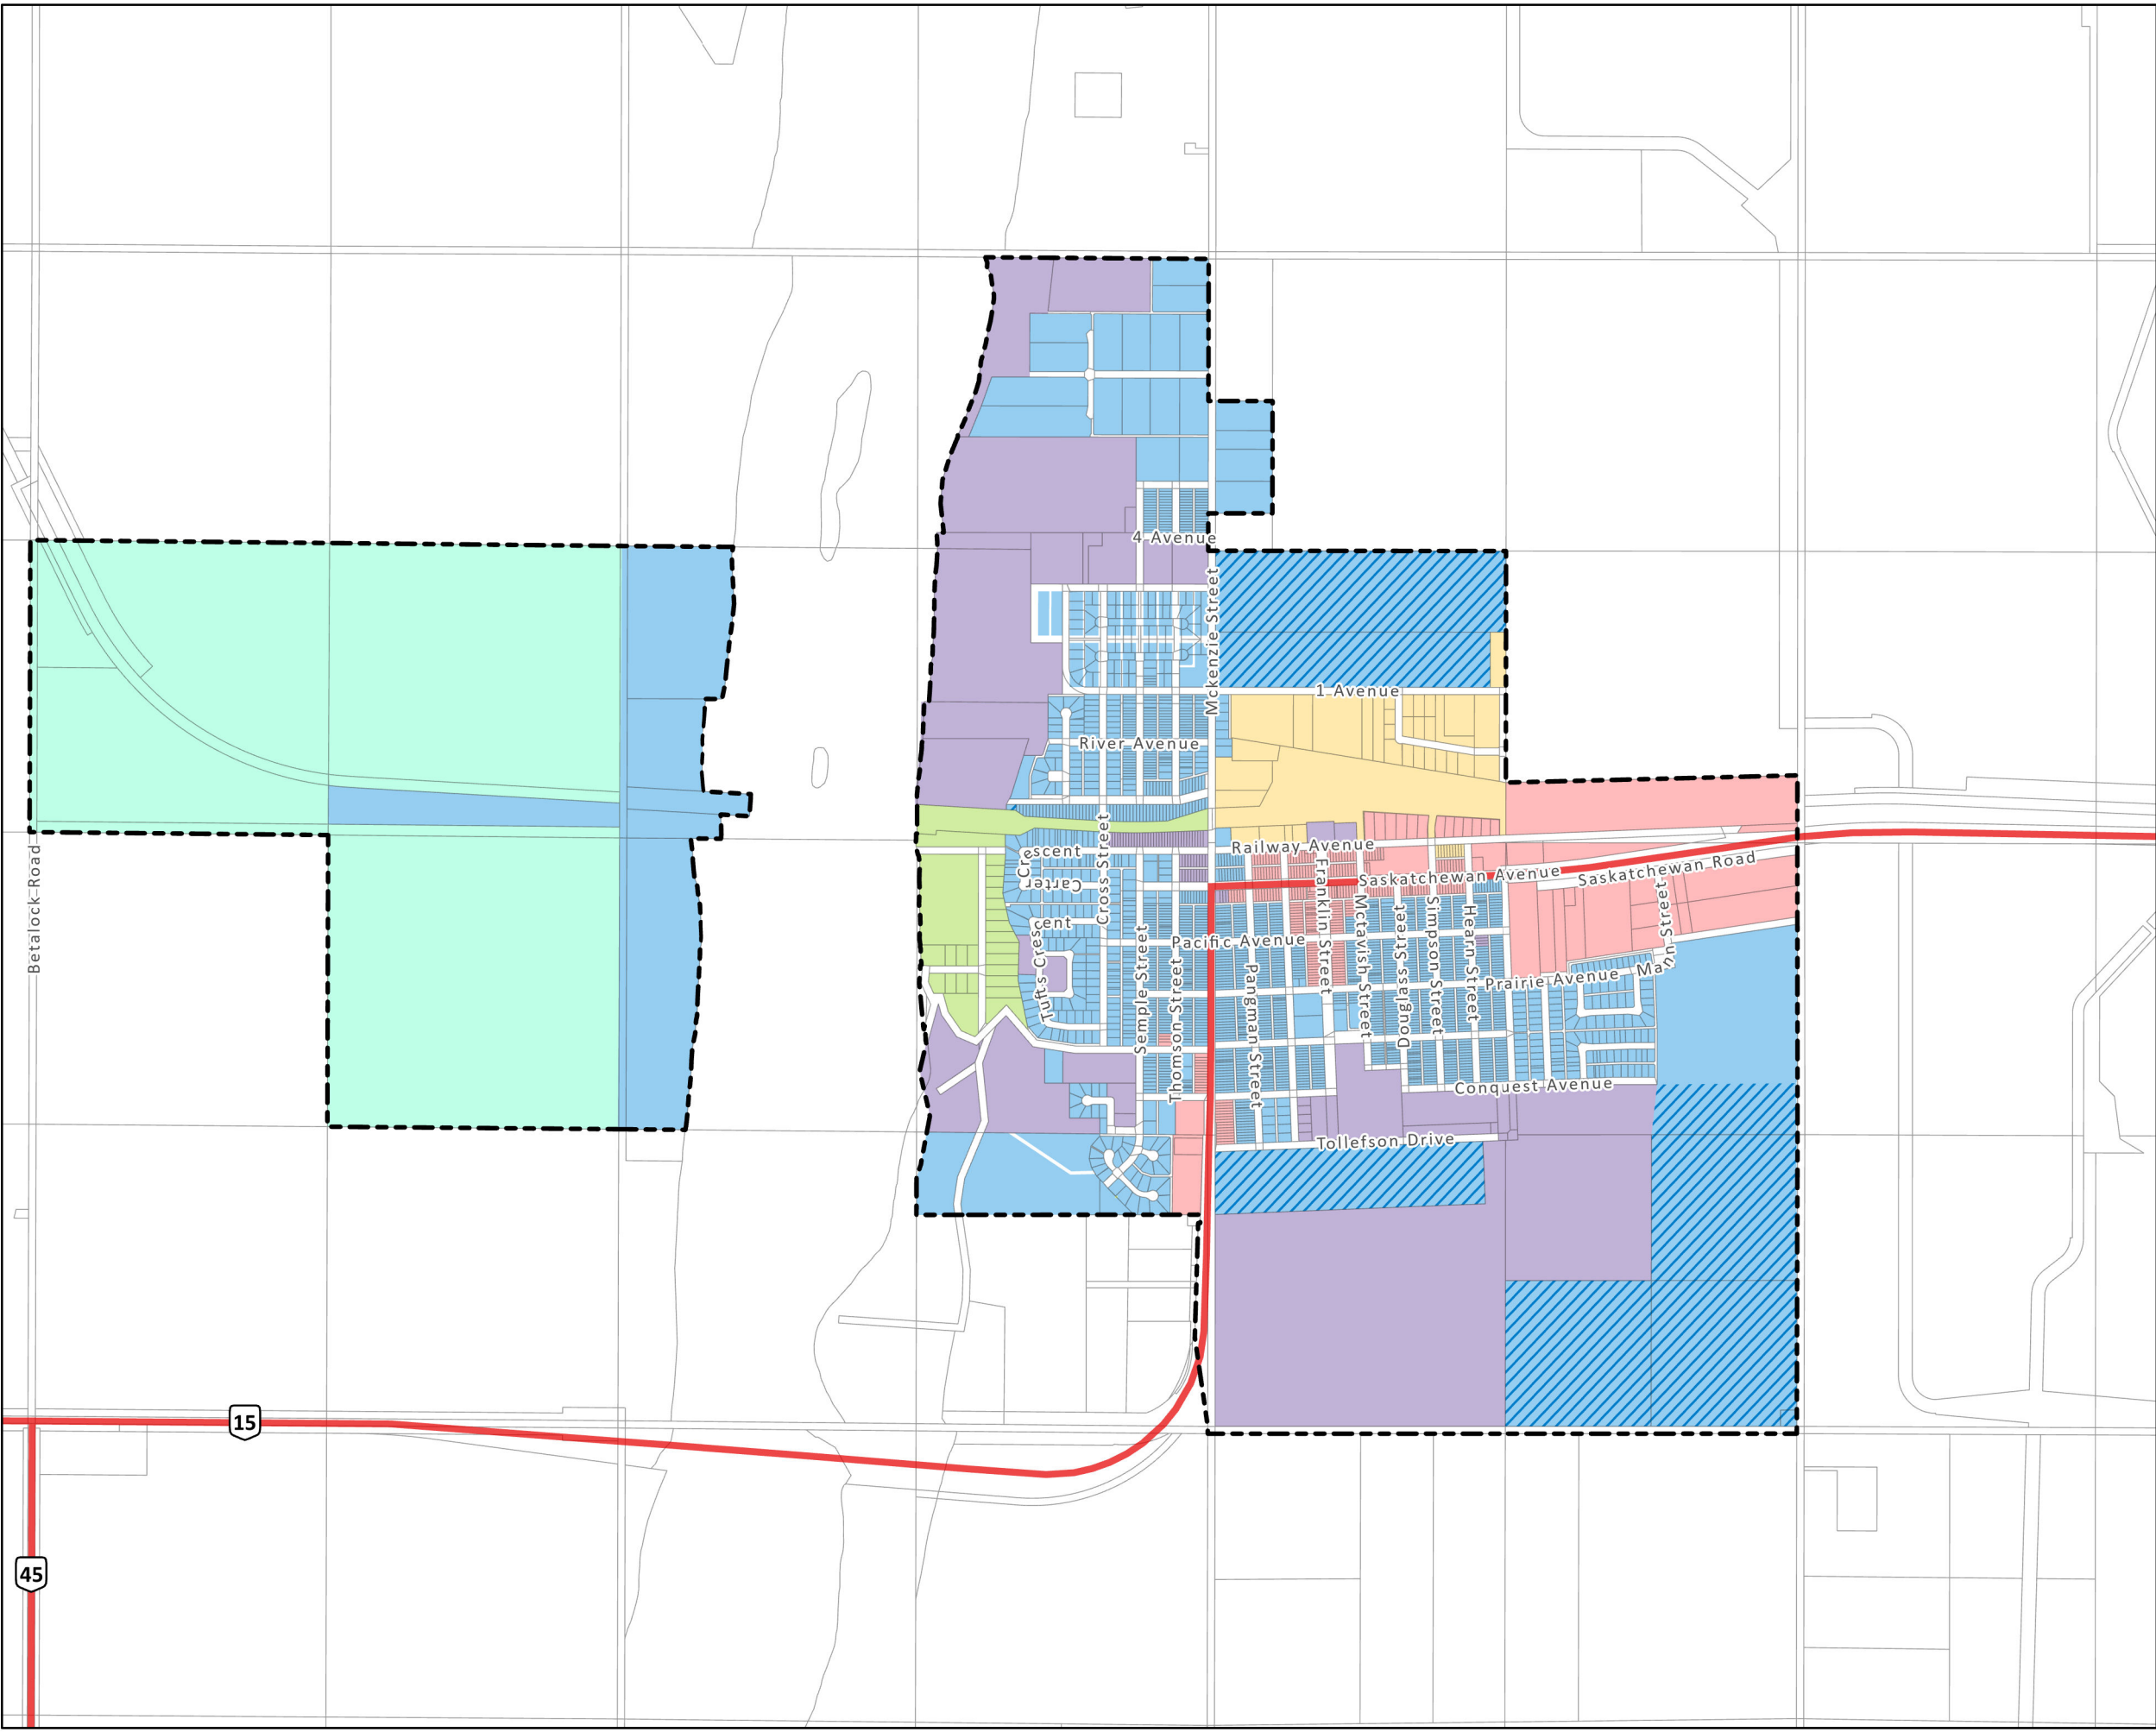 4 Avenue
Mckenzie Street
1 Avenue
River Avenue
Railway Avenue
Crescent
Carter
Cross Street
Franklin Street
Saskatchewan Avenue
Saskatchewan Road
Betalock Road
Mctavish Street
Douglass Street
Simpson Street
Hearn Street
Mann Street
Tufts Crescent
Pacific Avenue
Semple Street
Thomson Street
Pangman Street
Prairie Avenue
Conquest Avenue
Tollefson Drive
15
45